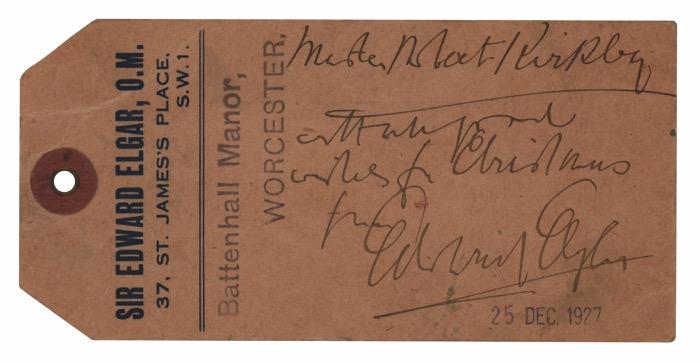 SIR EDWARD ELGAR, O.M.
37, ST. JAMES'S PLACE,
S.W.1.
Battenhall Manor,
WORCESTER,
Master Robert Kirkby
with good
wishes for Christmas
from
Edward Elgar
25 DEC. 1927